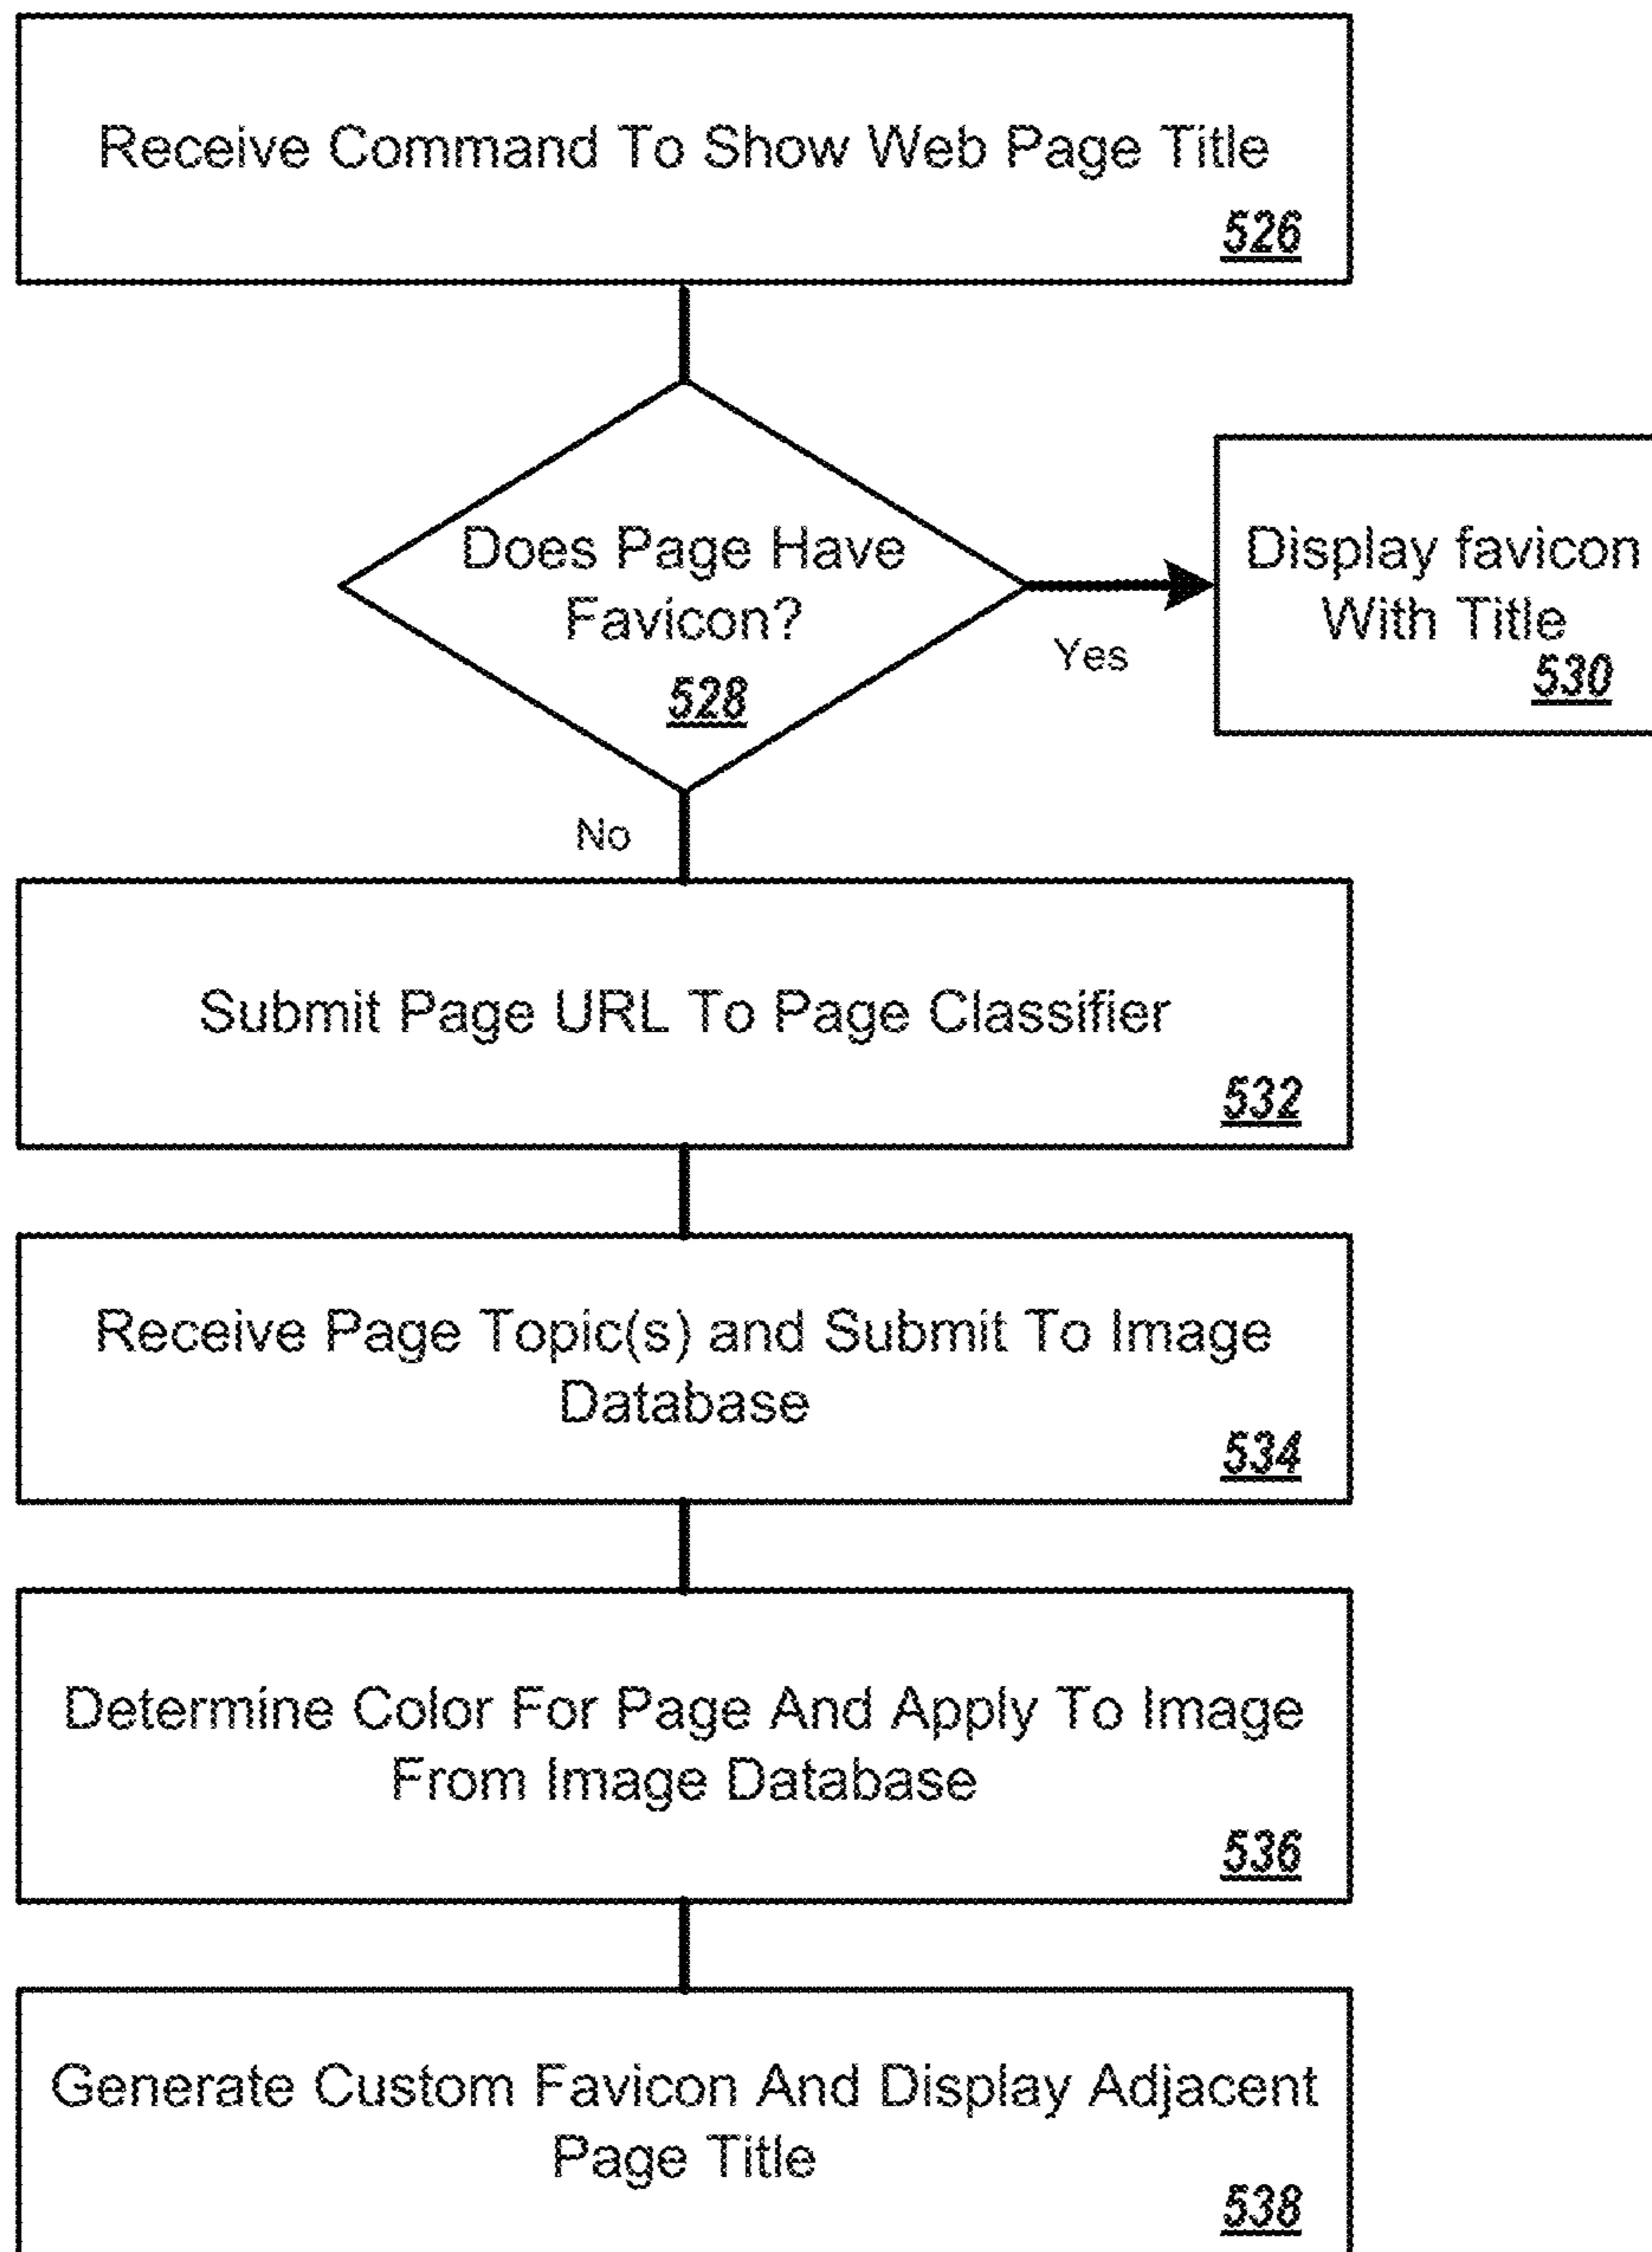 Receive Command To Show Web Page Title
526
Does Page Have
Favicon?
528
Yes
Display favicon
With Title
530
No
Submit Page URL To Page Classifier
532
Receive Page Topic(s) and Submit To Image
Database
534
Determine Color For Page And Apply To Image
From Image Database
536
Generate Custom Favicon And Display Adjacent
Page Title
538